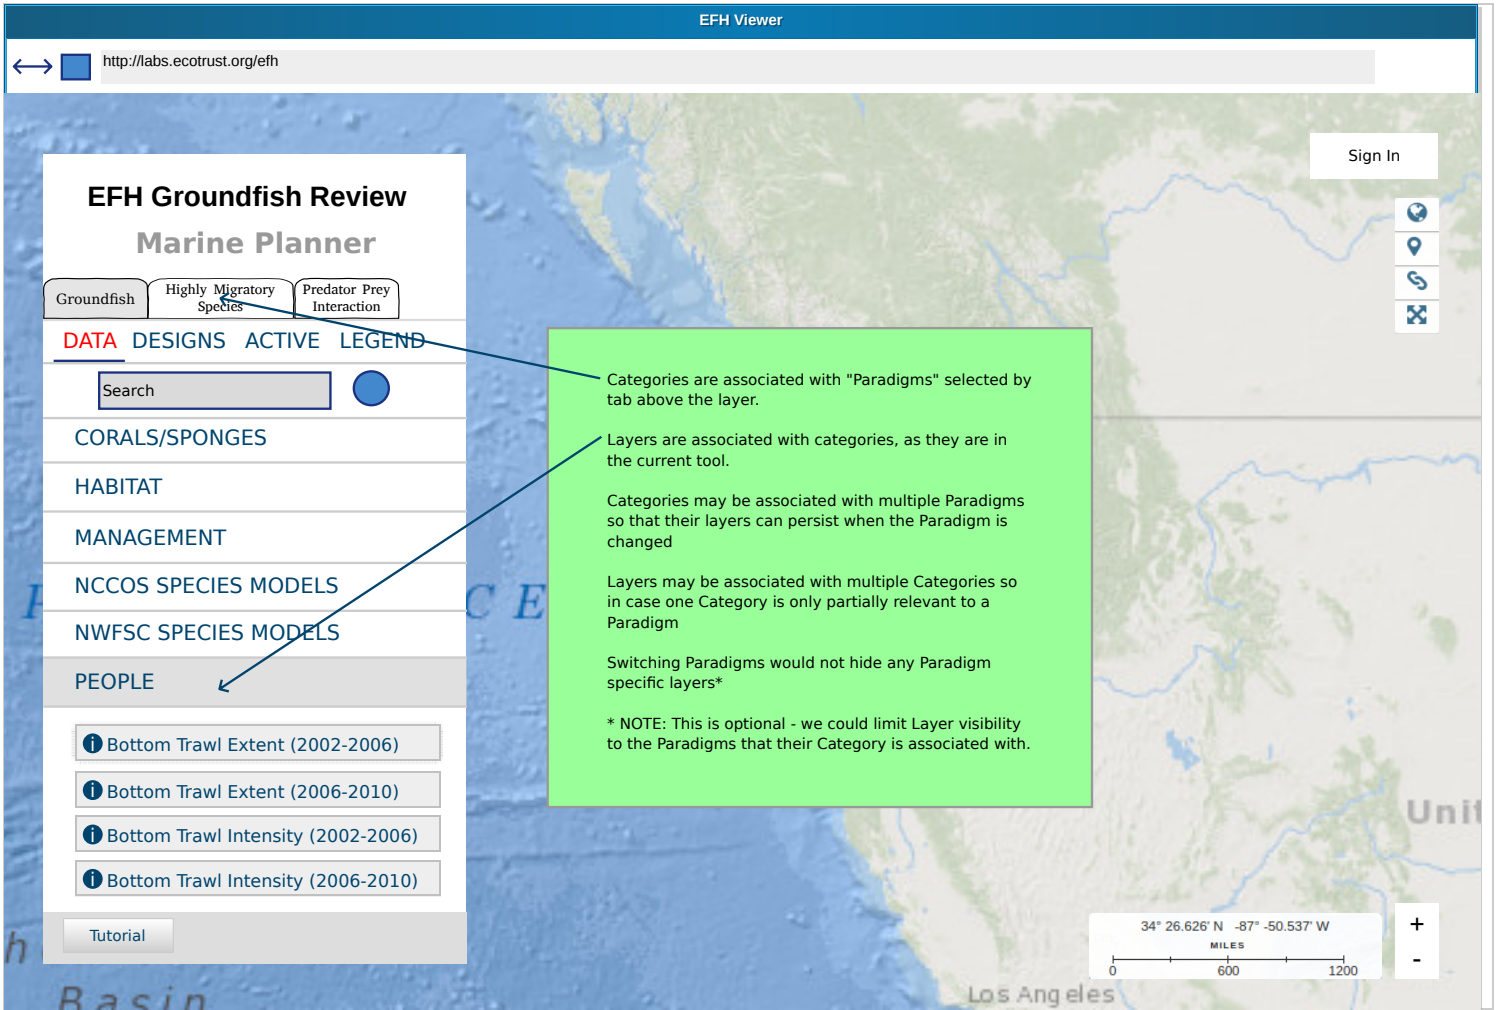 EFH Viewer
http://labs.ecotrust.org/efh
Sign In
EFH Groundfish Review
Marine Planner
Groundfish
Highly Migratory
Species
Predator Prey
Interaction
DATA DESIGNS ACTIVE LEGEND
Search
CORALS/SPONGES
HABITAT
MANAGEMENT
NCCOS SPECIES MODELS
NWFSC SPECIES MODELS
PEOPLE
Bottom Trawl Extent (2002-2006)
Bottom Trawl Extent (2006-2010)
Bottom Trawl Intensity (2002-2006)
Bottom Trawl Intensity (2006-2010)
Tutorial
Categories are associated with "Paradigms" selected by
tab above the layer.
Layers are associated with categories, as they are in
the current tool.
Categories may be associated with multiple Paradigms
so that their layers can persist when the Paradigm is
changed
Layers may be associated with multiple Categories so
in case one Category is only partially relevant to a
Paradigm
Switching Paradigms would not hide any Paradigm
specific layers*
* NOTE: This is optional - we could limit Layer visibility
to the Paradigms that their Category is associated with.
P
C E
Unit
34° 26.626' N -87° -50.537' W
MILES
0 600 1200
+
-
Los Angeles
h
Basin